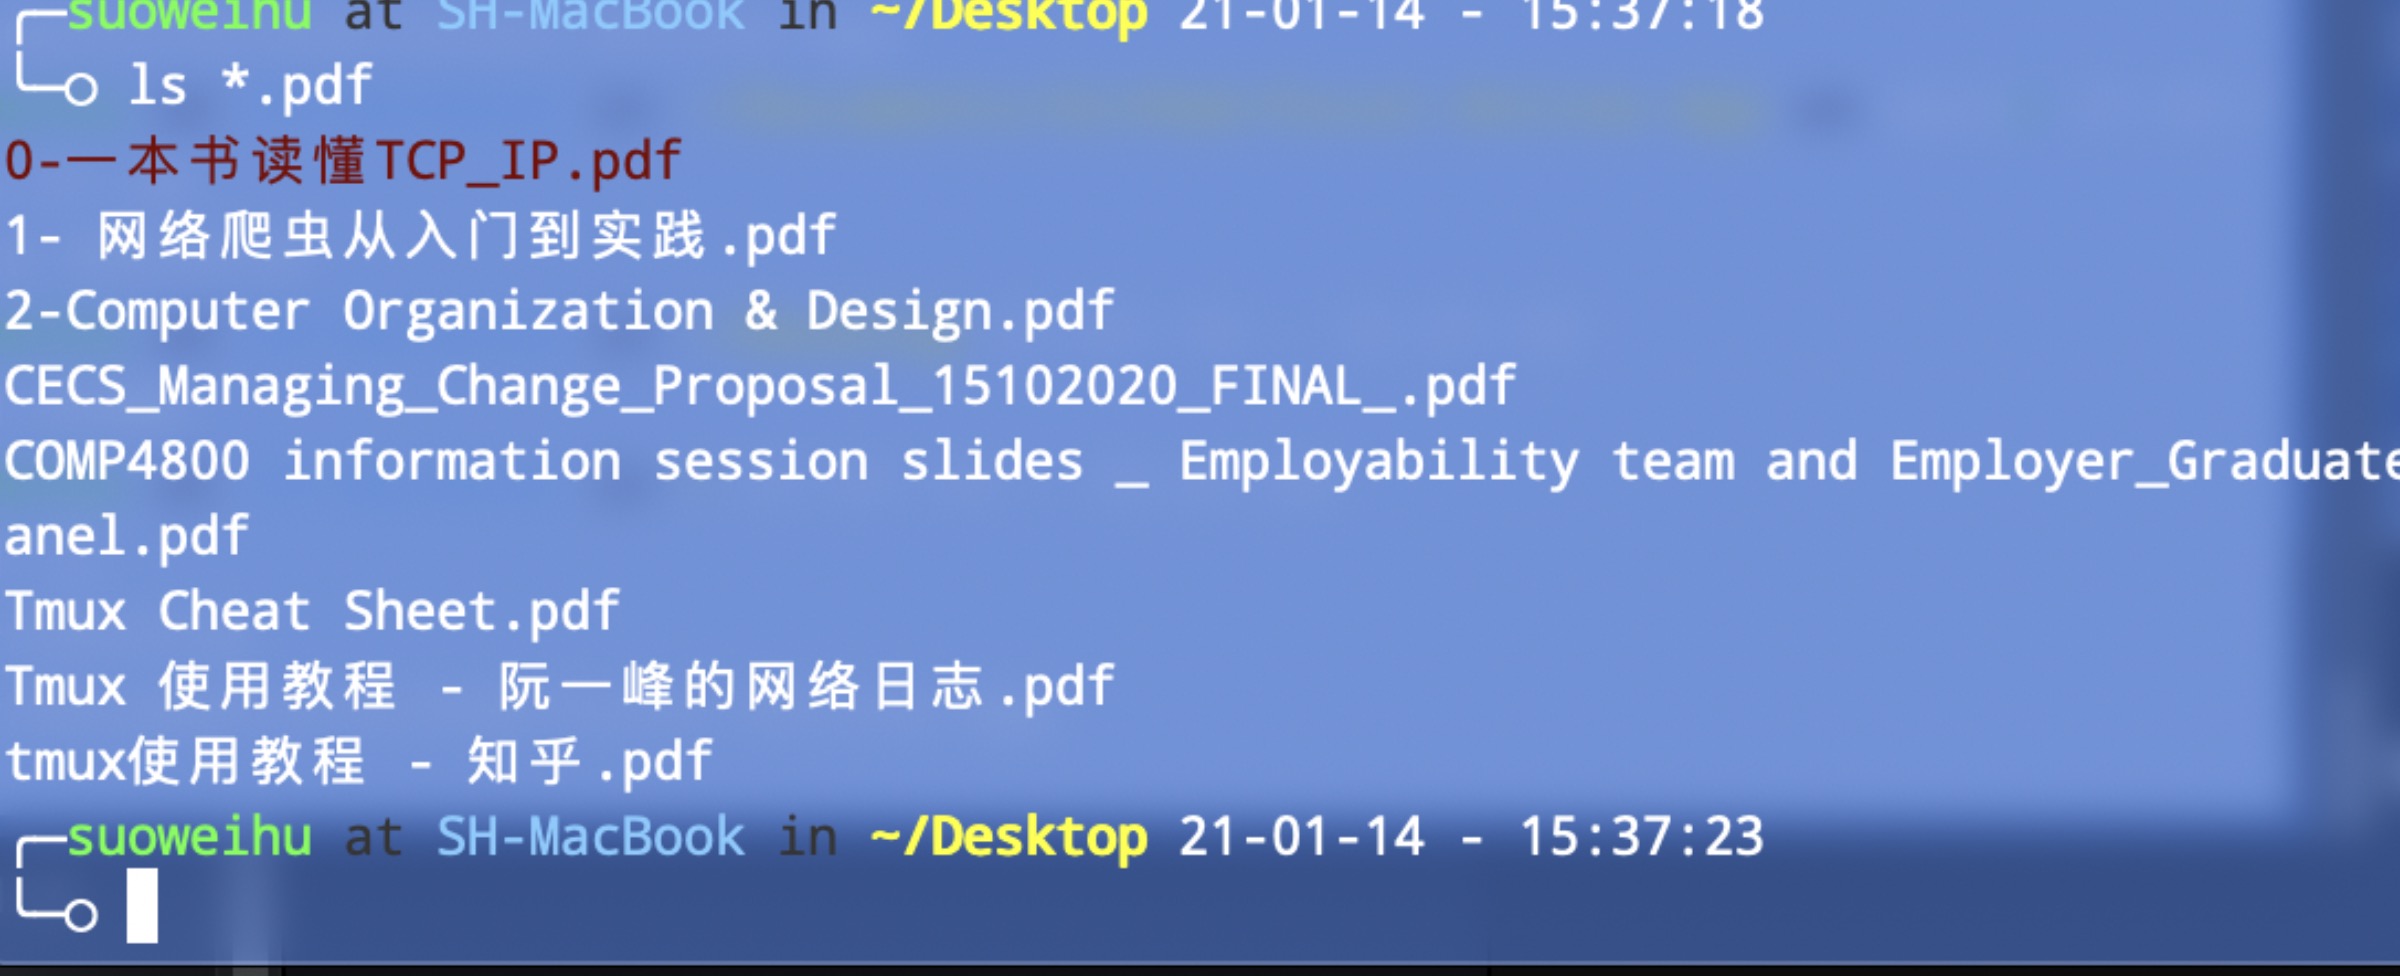 suoweihu at SH-MacBook in ~/Desktop 21-01-14 - 15:37:18
ls *.pdf
0-一本书读懂TCP_IP.pdf
1- 网络爬虫从入门到实践.pdf
2-Computer Organization & Design.pdf
CECS_Managing_Change_Proposal_15102020_FINAL_.pdf
COMP4800 information session slides _ Employability team and Employer_Graduate
anel.pdf
Tmux Cheat Sheet.pdf
Tmux 使用教程 - 阮一峰的网络日志.pdf
tmux使用教程 - 知乎.pdf
suoweihu at SH-MacBook in ~/Desktop 21-01-14 - 15:37:23